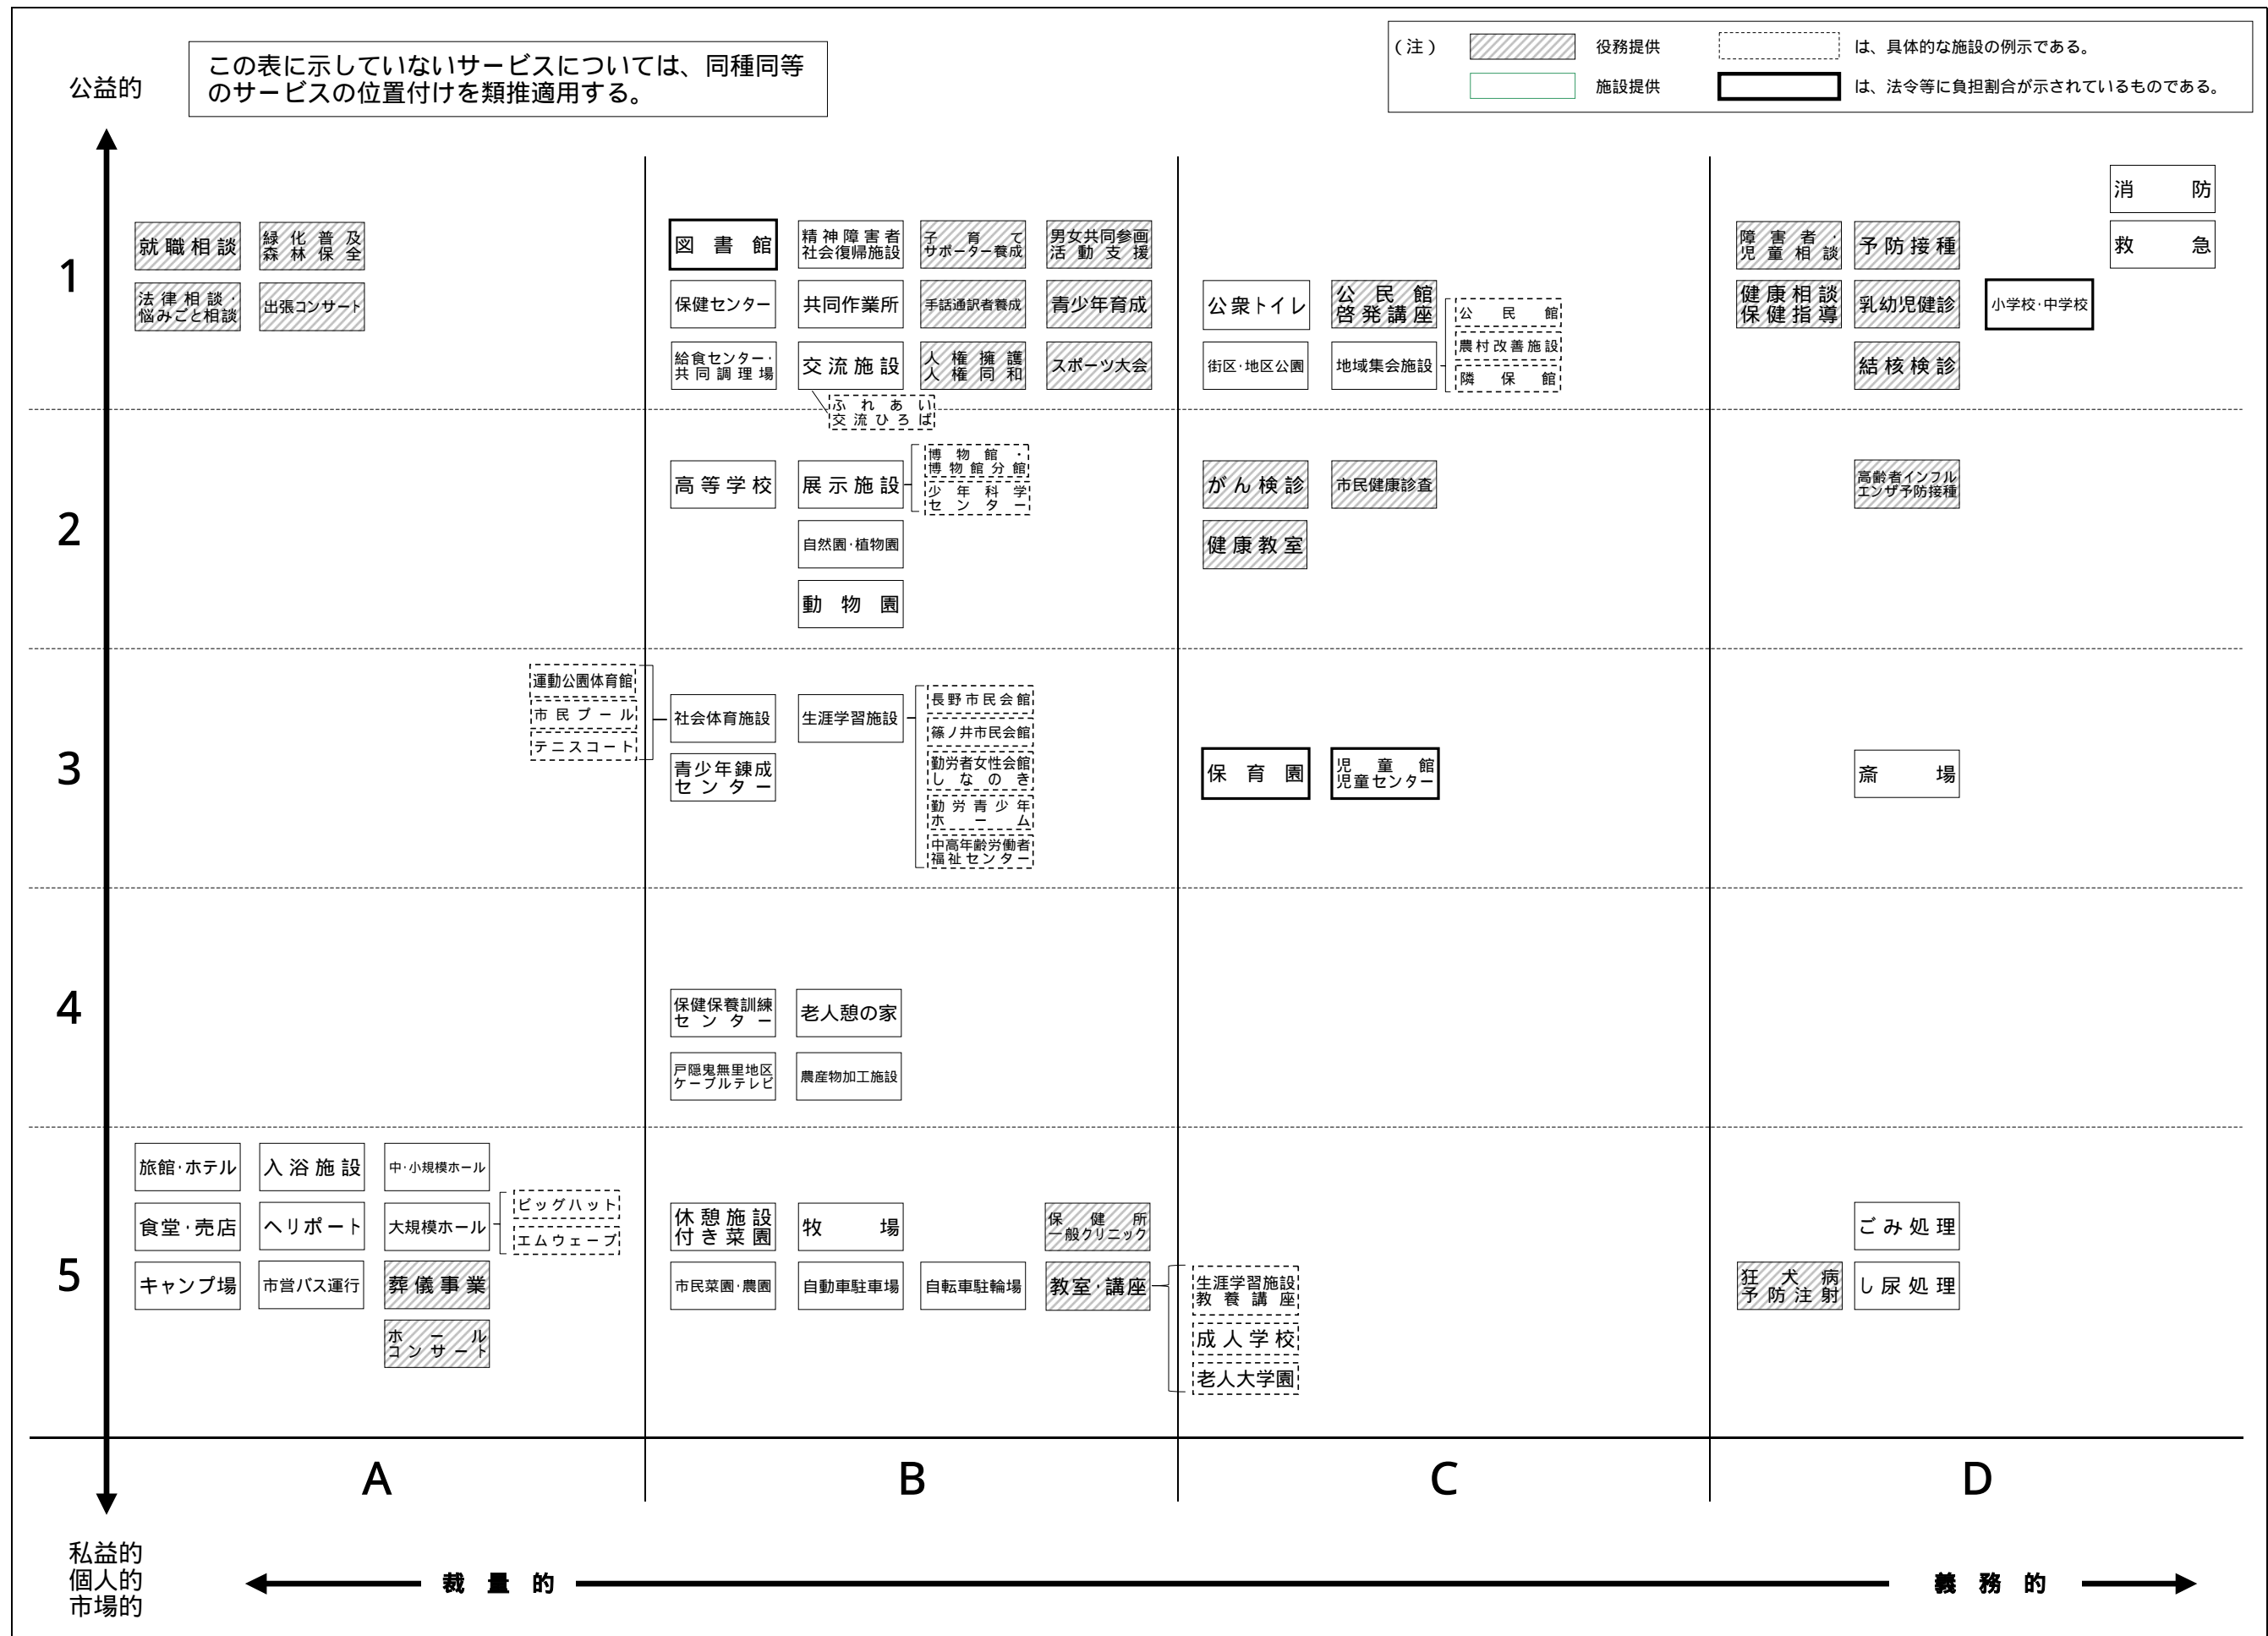 公益的
この表に示していないサービスについては、同種同等
のサービスの位置付けを類推適用する。
(注)
役務提供
は、具体的な施設の例示である。
施設提供
は、法令等に負担割合が示されているものである。
1
就職相談
緑化普及
森林保全
法律相談・
悩みごと相談
出張コンサート
図書館
精神障害者
社会復帰施設
子育て
サポーター養成
男女共同参画
活動支援
保健センター
共同作業所
手話通訳者養成
青少年育成
給食センター・
共同調理場
交流施設
人権擁護
人権同和
スポーツ大会
ふれあい
交流ひろば
公衆トイレ
公民館
啓発講座
街区・地区公園
地域集会施設
公民館
農村改善施設
隣保館
障害者・
児童相談
予防接種
消防
救急
健康相談
保健指導
乳幼児健診
小学校・中学校
結核検診
2
高等学校
展示施設
博物館・
博物館分館
少年科学
センター
自然園・植物園
動物園
がん検診
市民健康診査
健康教室
高齢者インフル
エンザ予防接種
3
運動公園体育館
市民プール
テニスコート
社会体育施設
生涯学習施設
青少年錬成
センター
長野市民会館
篠ノ井市民会館
勤労者女性会館
しなのき
勤労青少年
ホーム
中高年齢労働者
福祉センター
保育園
児童館
児童センター
斎場
4
保健保養訓練
センター
老人憩の家
戸隠鬼無里地区
ケーブルテレビ
農産物加工施設
5
旅館・ホテル
入浴施設
中・小規模ホール
食堂・売店
ヘリポート
大規模ホール
ビッグハット
エムウェーブ
キャンプ場
市営バス運行
葬儀事業
ホール
コンサート
休憩施設
付き菜園
牧場
保健所
一般クリニック
市民菜園・農園
自動車駐車場
自転車駐輪場
教室・講座
生涯学習施設
教養講座
成人学校
老人大学園
ごみ処理
狂犬病
予防注射
し尿処理
A
B
C
D
私益的
個人的
市場的
裁量的
義務的